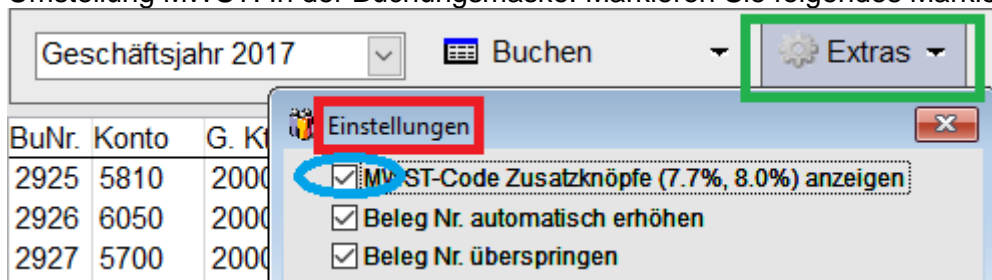 Umstellung MWST: In der Buchungsmaske: Markieren Sie folgendes
Geschäftsjahr 2017 Buchen Extras
Einstellungen
BuNr. Konto G. Kt
MWST-Code Zusatzknöpfe (7.7%, 8.0%) anzeigen
2925 5810 2000
Beleg Nr. automatisch erhöhen
2926 6050 2000
Beleg Nr. überspringen
2927 5700 2000